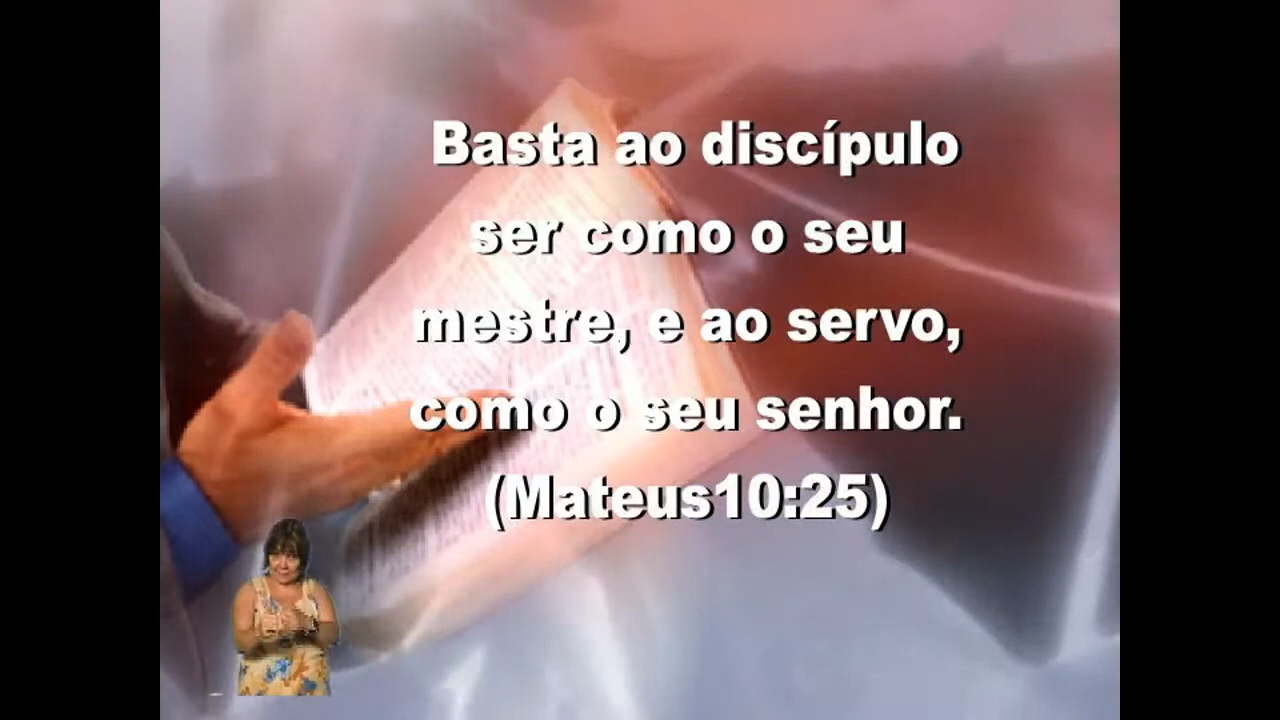 Basta ao discípulo
ser como o seu
mestre, e ao servo,
como o seu senhor.
(Mateus10:25)